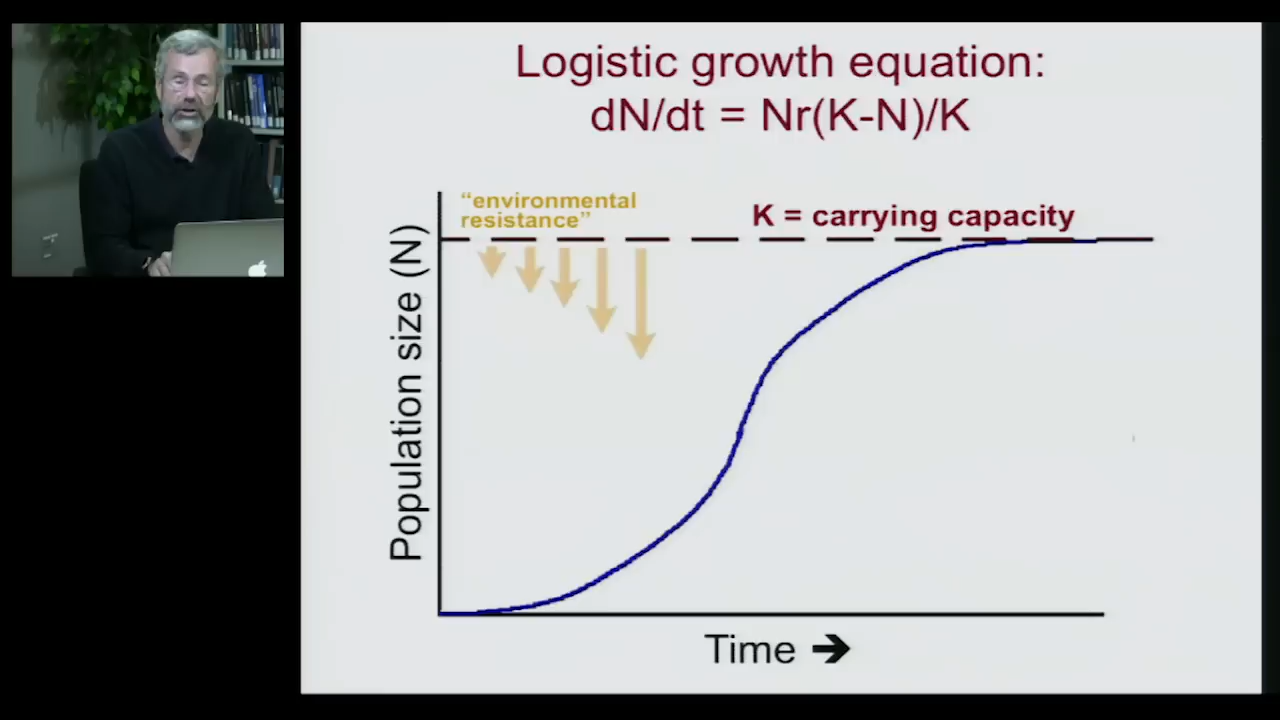 Logistic growth equation:
dN/dt = Nr(K-N)/K
“environmental
resistance”
K = carrying capacity
Population size (N)
Time ➔